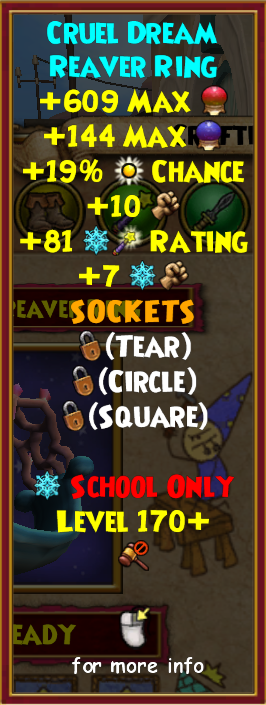 Cruel Dream
Reaver Ring
+609 Max
+144 Max
+19% Chance
+10
+81 Rating
+7
Sockets
(Tear)
(Circle)
(Square)
School Only
Level 170+
EADY
for more info